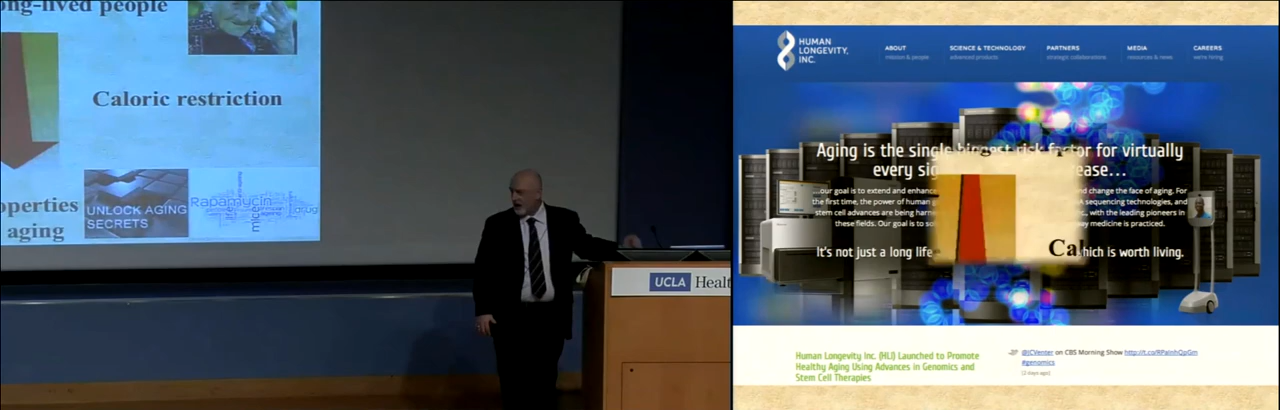 ong-lived people
Caloric restriction
operties
aging
UNLOCK AGING
SECRETS
Rapamycin
drug
UCLA Healt
HUMAN
LONGEVITY,
INC.
ABOUT
mission & people
SCIENCE & TECHNOLOGY
advanced products
PARTNERS
strategic collaborations
MEDIA
resources & news
CAREERS
we're hiring
Aging is the single biggest risk factor for virtually
every sig ease...
...our goal is to extend and enhance and change the face of aging. For
the first time, the power of human g A sequencing technologies, and
stem cell advances are being harne c., with the leading pioneers in
these fields. Our goal is to so ay medicine is practiced.
It's not just a long life hich is worth living.
Cal
Human Longevity Inc. (HLI) Launched to Promote
Healthy Aging Using Advances in Genomics and
Stem Cell Therapies
@JCVenter on CBS Morning Show http://t.co/RPaInhQpGm
#genomics
(2 days ago)